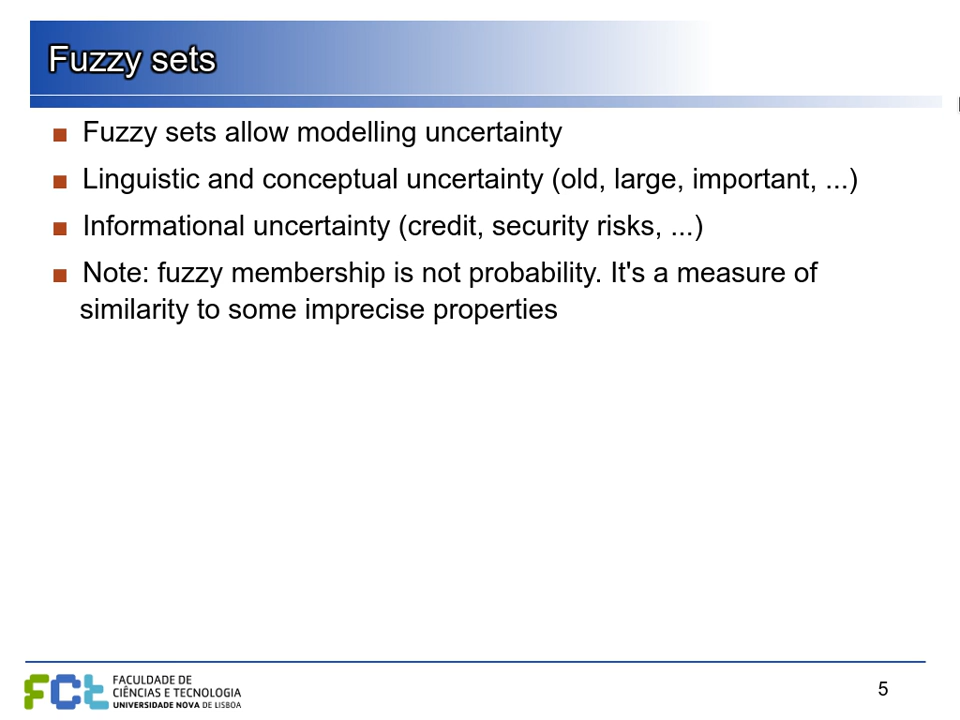 Fuzzy sets
■ Fuzzy sets allow modelling uncertainty
■ Linguistic and conceptual uncertainty (old, large, important, ...)
■ Informational uncertainty (credit, security risks, ...)
■ Note: fuzzy membership is not probability. It's a measure of
similarity to some imprecise properties
FCt
FACULDADE DE
CIÊNCIAS E TECNOLOGIA
UNIVERSIDADE NOVA DE LISBOA
5